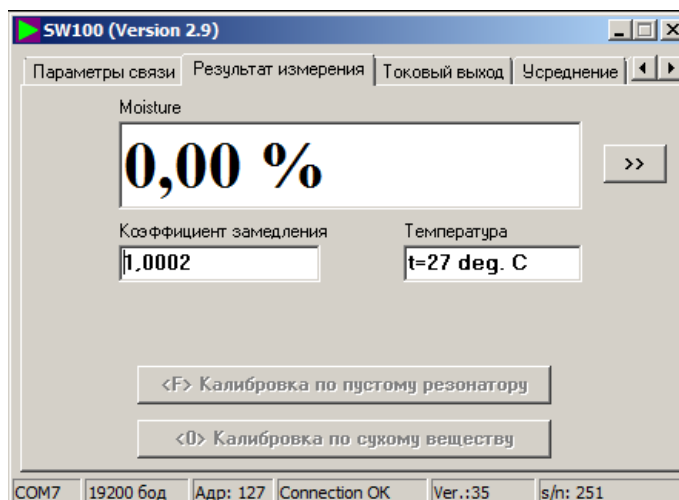 SW100 (Version 2.9)
Параметры связи Результат измерения Токовый выход Усреднение
Moisture
0,00 %
>>
Коэффициент замедления Температура
1,0002 t=27 deg. C
<F> Калибровка по пустому резонатору
<0> Калибровка по сухому веществу
COM7 19200 бод Адр: 127 Connection OK Ver.:35 s/n: 251